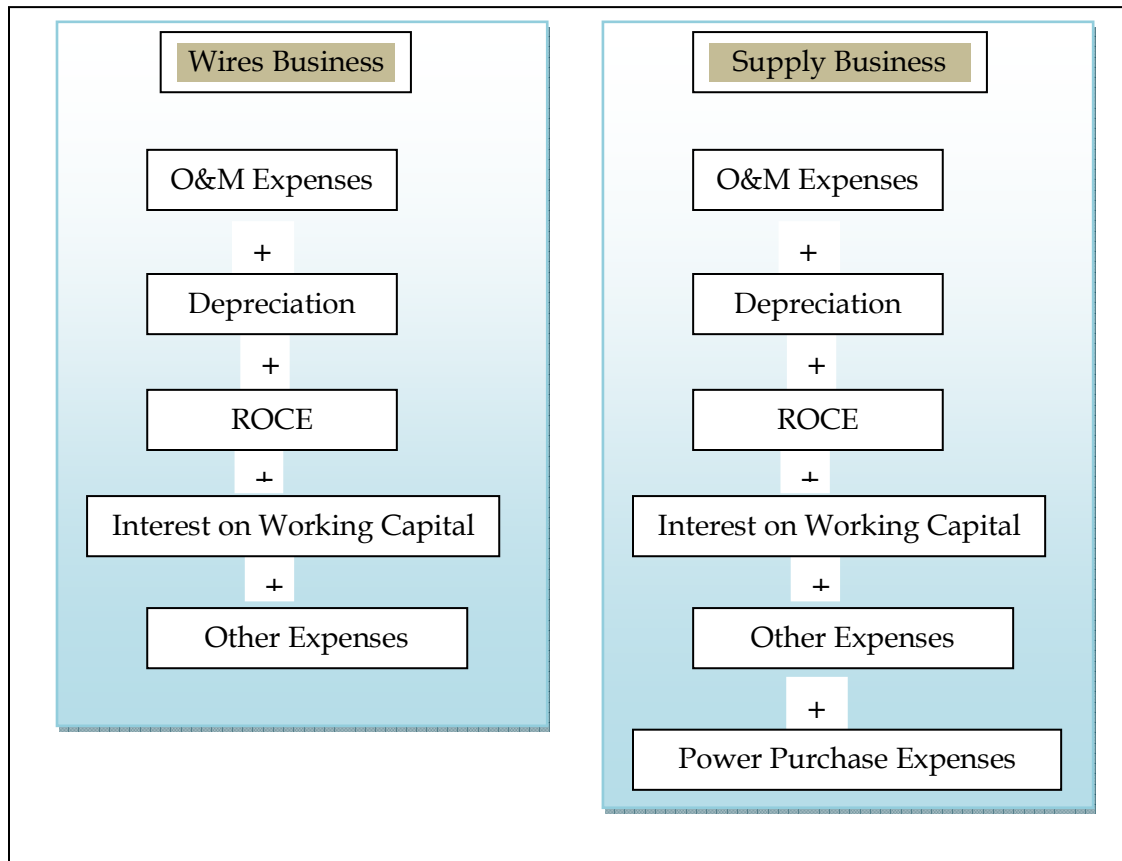 Wires Business
O&M Expenses
+
Depreciation
+
ROCE
+
Interest on Working Capital
+
Other Expenses
Supply Business
O&M Expenses
+
Depreciation
+
ROCE
+
Interest on Working Capital
+
Other Expenses
+
Power Purchase Expenses